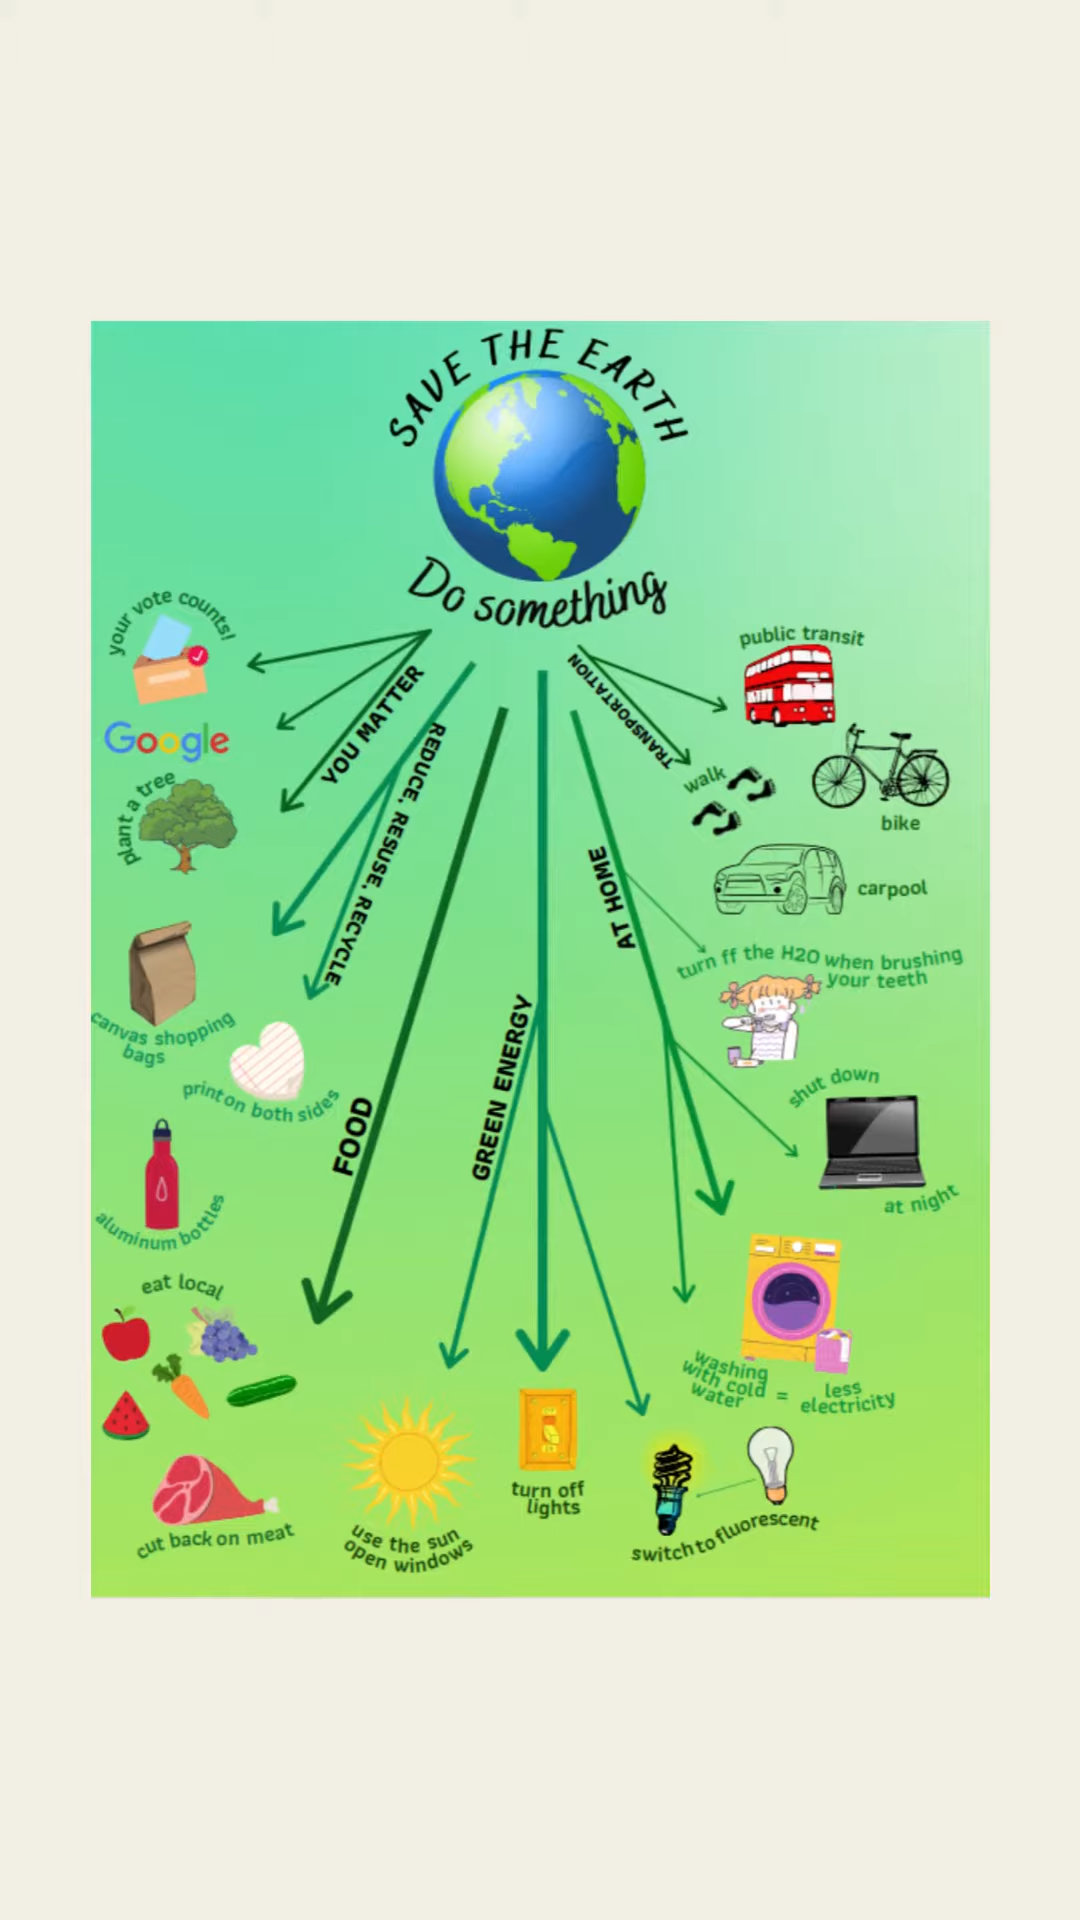 SAVE THE EARTH
Do something
YOU MATTER
your vote counts!
Google
plant a tree
REDUCE, RESUSE, RECYCLE
canvas shopping
bags
print on both sides
aluminum bottles
FOOD
eat local
cut back on meat
GREEN ENERGY
use the sun
open windows
turn off
lights
switch to fluorescent
AT HOME
turn ff the H2O when brushing
your teeth
shut down
at night
washing
with cold
water
=
less
electricity
TRANSPORTATION
public transit
walk
bike
carpool